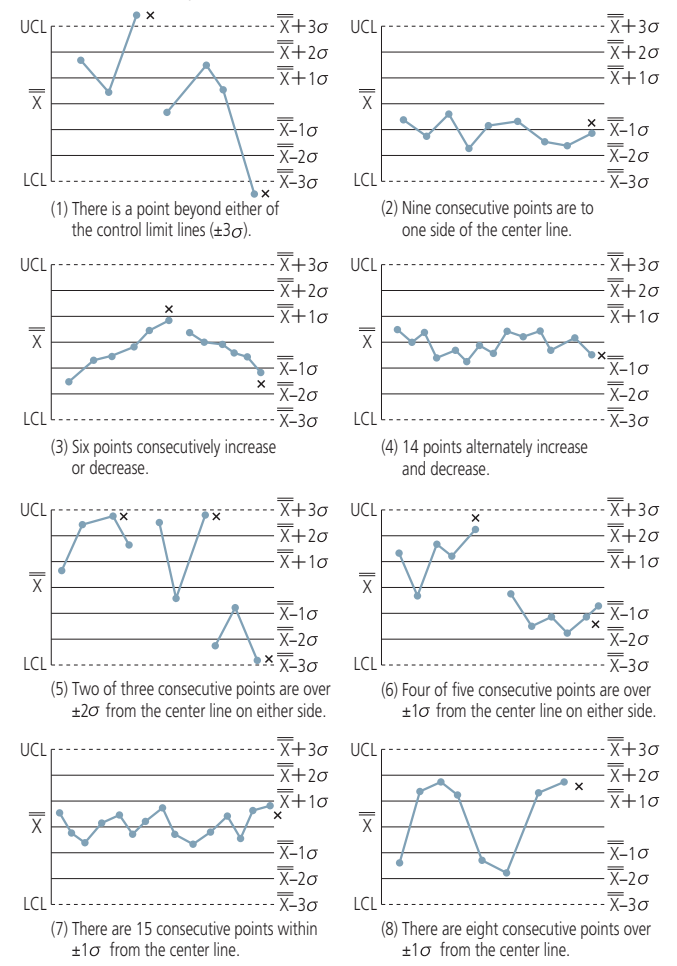 UCL
X̿+3σ
X̿+2σ
X̿+1σ
X̿
X̿–1σ
X̿–2σ
LCL
X̿–3σ
×
×
(1) There is a point beyond either of
the control limit lines (±3σ).
UCL
X̿+3σ
X̿+2σ
X̿+1σ
X̿
X̿–1σ
X̿–2σ
LCL
X̿–3σ
×
(2) Nine consecutive points are to
one side of the center line.
UCL
X̿+3σ
X̿+2σ
X̿+1σ
X̿
X̿–1σ
X̿–2σ
LCL
X̿–3σ
×
×
(3) Six points consecutively increase
or decrease.
UCL
X̿+3σ
X̿+2σ
X̿+1σ
X̿
X̿–1σ
X̿–2σ
LCL
X̿–3σ
×
(4) 14 points alternately increase
and decrease.
UCL
X̿+3σ
X̿+2σ
X̿+1σ
X̿
X̿–1σ
X̿–2σ
LCL
X̿–3σ
×
×
×
(5) Two of three consecutive points are over
±2σ from the center line on either side.
UCL
X̿+3σ
X̿+2σ
X̿+1σ
X̿
X̿–1σ
X̿–2σ
LCL
X̿–3σ
×
×
(6) Four of five consecutive points are over
±1σ from the center line on either side.
UCL
X̿+3σ
X̿+2σ
X̿+1σ
X̿
X̿–1σ
X̿–2σ
LCL
X̿–3σ
×
(7) There are 15 consecutive points within
±1σ from the center line.
UCL
X̿+3σ
X̿+2σ
X̿+1σ
X̿
X̿–1σ
X̿–2σ
LCL
X̿–3σ
×
(8) There are eight consecutive points over
±1σ from the center line.